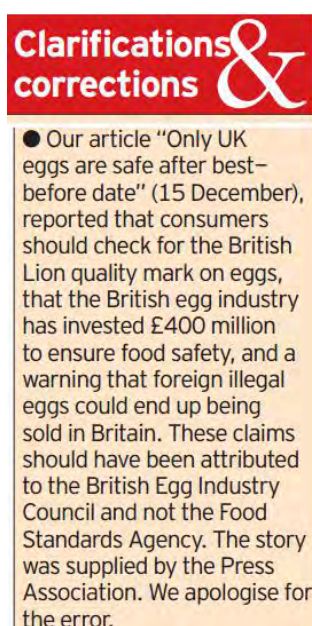 Clarifications &
corrections
● Our article “Only UK
eggs are safe after best–
before date” (15 December),
reported that consumers
should check for the British
Lion quality mark on eggs,
that the British egg industry
has invested £400 million
to ensure food safety, and a
warning that foreign illegal
eggs could end up being
sold in Britain. These claims
should have been attributed
to the British Egg Industry
Council and not the Food
Standards Agency. The story
was supplied by the Press
Association. We apologise for
the error.